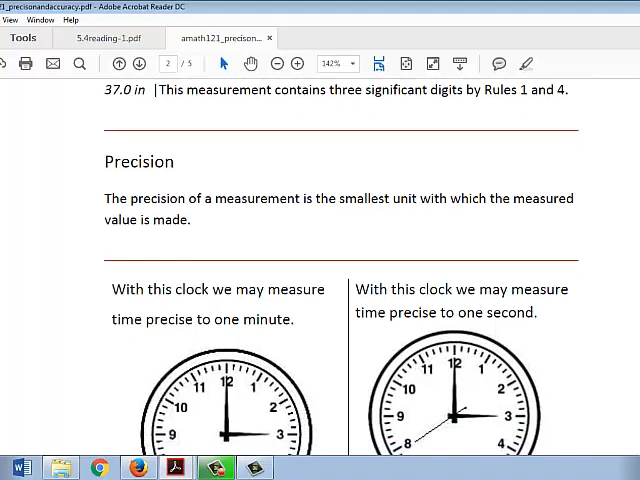 21_precisonandaccuracy.pdf - Adobe Acrobat Reader DC
View Window Help
Tools 5.4reading-1.pdf amath121_precison... ×
2 / 5 142%
37.0 in |This measurement contains three significant digits by Rules 1 and 4.
Precision
The precision of a measurement is the smallest unit with which the measured
value is made.
With this clock we may measure
time precise to one minute.
With this clock we may measure
time precise to one second.
11 12 1
10 2
9 3
11 12 1
10 2
9 3
8 4